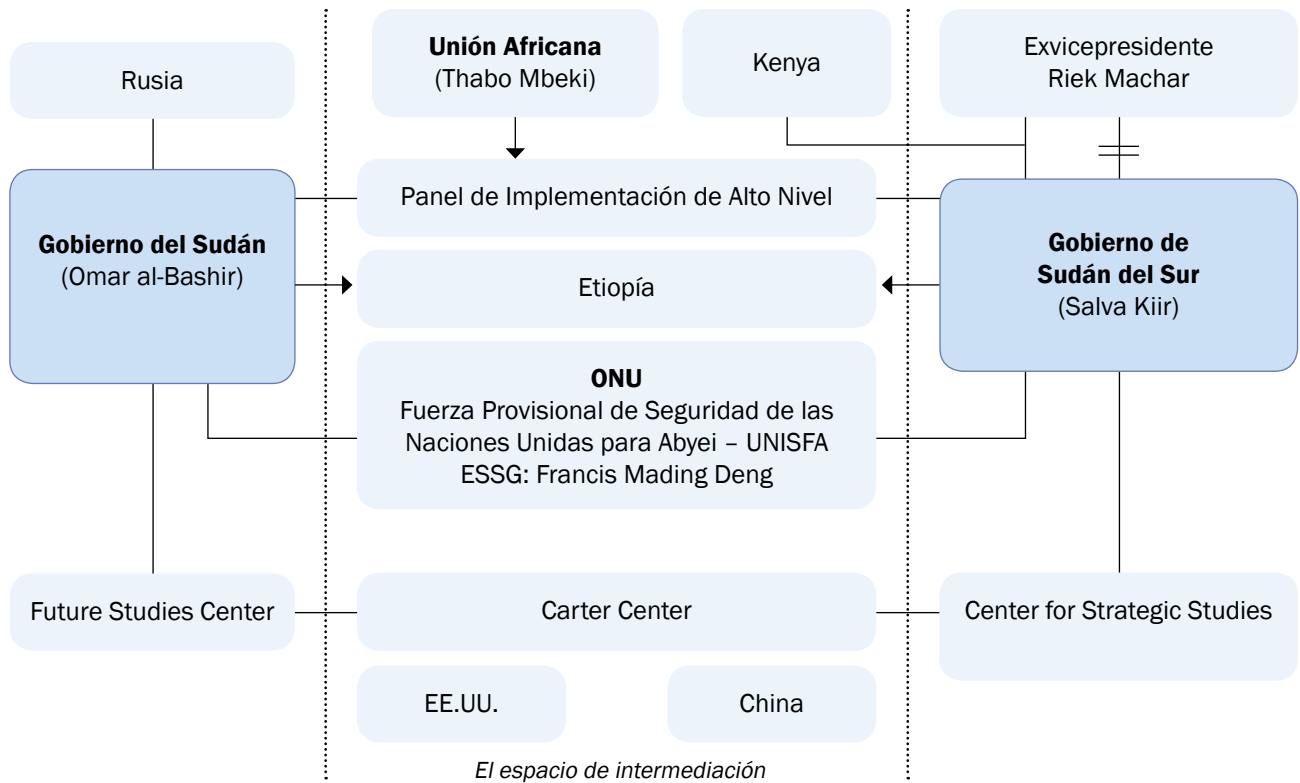 Rusia
Unión Africana
(Thabo Mbeki)
Kenya
Exvicepresidente
Riek Machar
Panel de Implementación de Alto Nivel
Gobierno del Sudán
(Omar al-Bashir)
Etiopía
Gobierno de
Sudán del Sur
(Salva Kiir)
ONU
Fuerza Provisional de Seguridad de las
Naciones Unidas para Abyei – UNISFA
ESSG: Francis Mading Deng
Future Studies Center
Carter Center
Center for Strategic Studies
EE.UU.
China
El espacio de intermediación